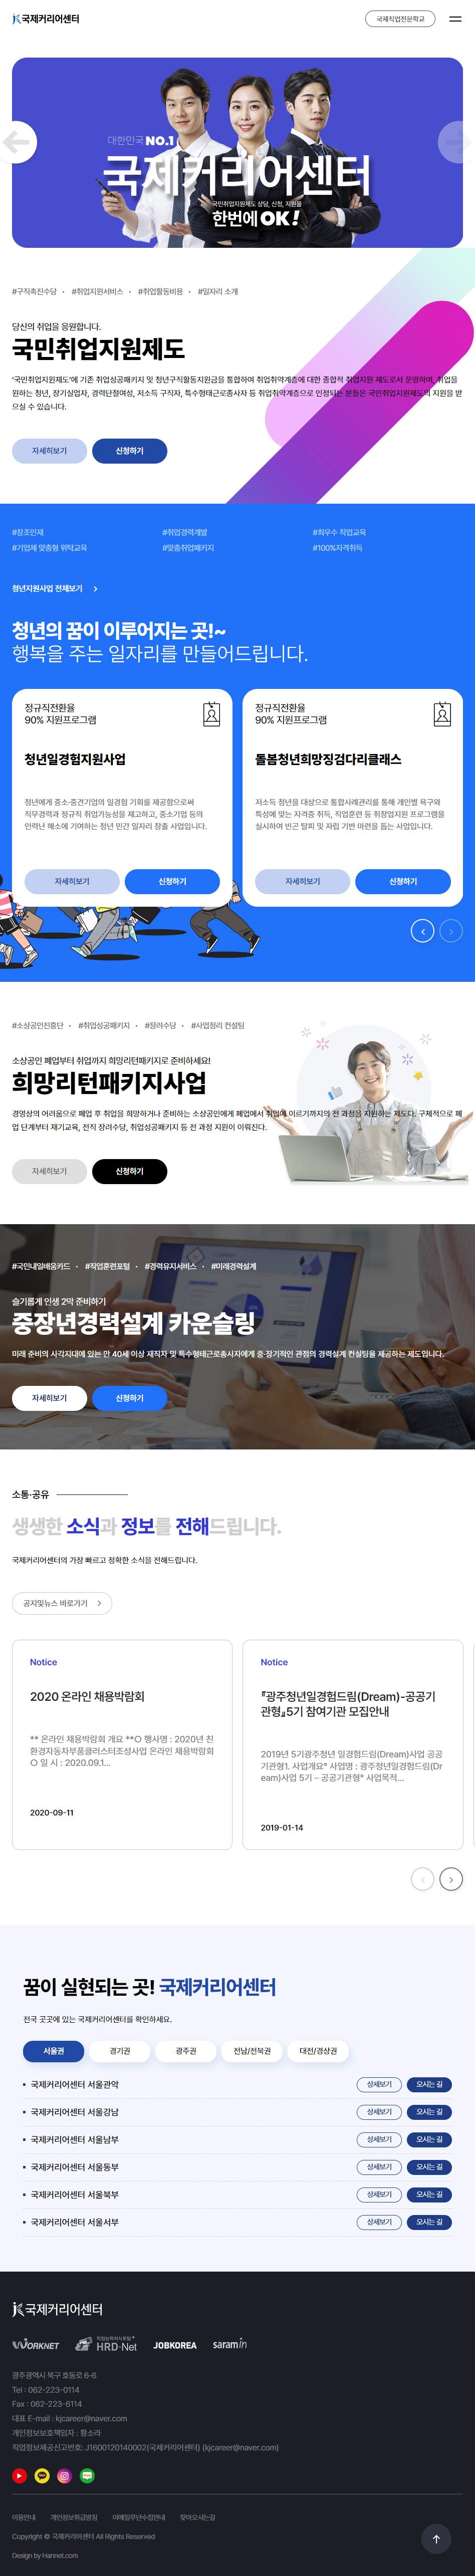 국제커리어센터
국제직업전문학교
대한민국 NO.1
국제커리어센터
국민취업지원제도 상담, 신청, 지원을
한번에 OK!
#구직촉진수당 • #취업지원서비스 • #취업활동비용 • #일자리 소개
당신의 취업을 응원합니다.
국민취업지원제도
'국민취업지원제도'에 기존 취업성공패키지 및 청년구직활동지원금을 통합하여 취업취약계층에 대한 종합적 취업지원 제도로서 운영하며, 취업을
원하는 청년, 장기실업자, 경력단절여성, 저소득 구직자, 특수형태근로종사자 등 취업취약계층으로 인정되는 분들은 국민취업지원제도의 지원을 받
으실 수 있습니다.
자세히보기 신청하기
#창조인재 #취업경력개발 #최우수 직업교육
#기업체 맞춤형 위탁교육 #맞춤취업패키지 #100%자격취득
청년지원사업 전체보기
청년의 꿈이 이루어지는 곳!~
행복을 주는 일자리를 만들어드립니다.
정규직전환율
90% 지원프로그램
청년일경험지원사업
청년에게 중소·중견기업의 일경험 기회를 제공함으로써
직무경력과 정규직 취업가능성을 제고하고, 중소기업 등의
인력난 해소에 기여하는 청년 민간 일자리 창출 사업입니다.
자세히보기 신청하기
정규직전환율
90% 지원프로그램
돌봄청년희망징검다리클래스
저소득 청년을 대상으로 통합사례관리를 통해 개인별 욕구와
특성에 맞는 자격증 취득, 직업훈련 등 취창업지원 프로그램을
실시하여 빈곤 탈피 및 자립 기반 마련을 돕는 사업입니다.
자세히보기 신청하기
#소상공인진흥단 • #취업성공패키지 • #장려수당 • #사업정리 컨설팅
소상공인 폐업부터 취업까지 희망리턴패키지로 준비하세요!
희망리턴패키지사업
경영상의 어려움으로 폐업 후 취업을 희망하거나 준비하는 소상공인에게 폐업에서 취업에 이르기까지의 전 과정을 지원하는 제도다. 구체적으로 폐
업 단계부터 재기교육, 전직 장려수당, 취업성공패키지 등 전 과정 지원이 이뤄진다.
자세히보기 신청하기
#국민내일배움카드 • #직업훈련포털 • #경력유지서비스 • #미래경력설계
슬기롭게 인생 2막 준비하기
중장년경력설계 카운슬링
미래 준비의 사각지대에 있는 만 40세 이상 재직자 및 특수형태근로종사자에게 중·장기적인 관점의 경력설계 컨설팅을 제공하는 제도입니다.
자세히보기 신청하기
소통·공유
생생한 소식과 정보를 전해드립니다.
국제커리어센터의 가장 빠르고 정확한 소식을 전해드립니다.
공지및뉴스 바로가기
Notice
2020 온라인 채용박람회
** 온라인 채용박람회 개요 **○ 행사명 : 2020년 친
환경자동차부품클러스터조성사업 온라인 채용박람회
○ 일 시 : 2020.09.1...
2020-09-11
Notice
『광주청년일경험드림(Dream)-공공기
관형』5기 참여기관 모집안내
2019년 5기광주청년 일경험드림(Dream)사업 공공
기관형1. 사업개요° 사업명 : 광주청년일경험드림(Dr
eam)사업 5기 – 공공기관형° 사업목적...
2019-01-14
꿈이 실현되는 곳! 국제커리어센터
전국 곳곳에 있는 국제커리어센터를 확인하세요.
서울권 경기권 광주권 전남/전북권 대전/경상권
국제커리어센터 서울관악 상세보기 오시는 길
국제커리어센터 서울강남 상세보기 오시는 길
국제커리어센터 서울남부 상세보기 오시는 길
국제커리어센터 서울동부 상세보기 오시는 길
국제커리어센터 서울북부 상세보기 오시는 길
국제커리어센터 서울서부 상세보기 오시는 길
국제커리어센터
WORKNET 직업능력지식포털 HRD-Net JOBKOREA saramin
광주광역시 북구 호동로 6-6
Tel : 062-223-0114
Fax : 062-223-6114
대표 E-mail : kjcareer@naver.com
개인정보보호책임자 : 황소라
직업정보제공신고번호: J1600120140002(국제커리어센터) (kjcareer@naver.com)
이용안내 개인정보취급방침 이메일무단수집안내 찾아오시는길
Copyright © 국제커리어센터 All Rights Reserved
Design by Hannet.com